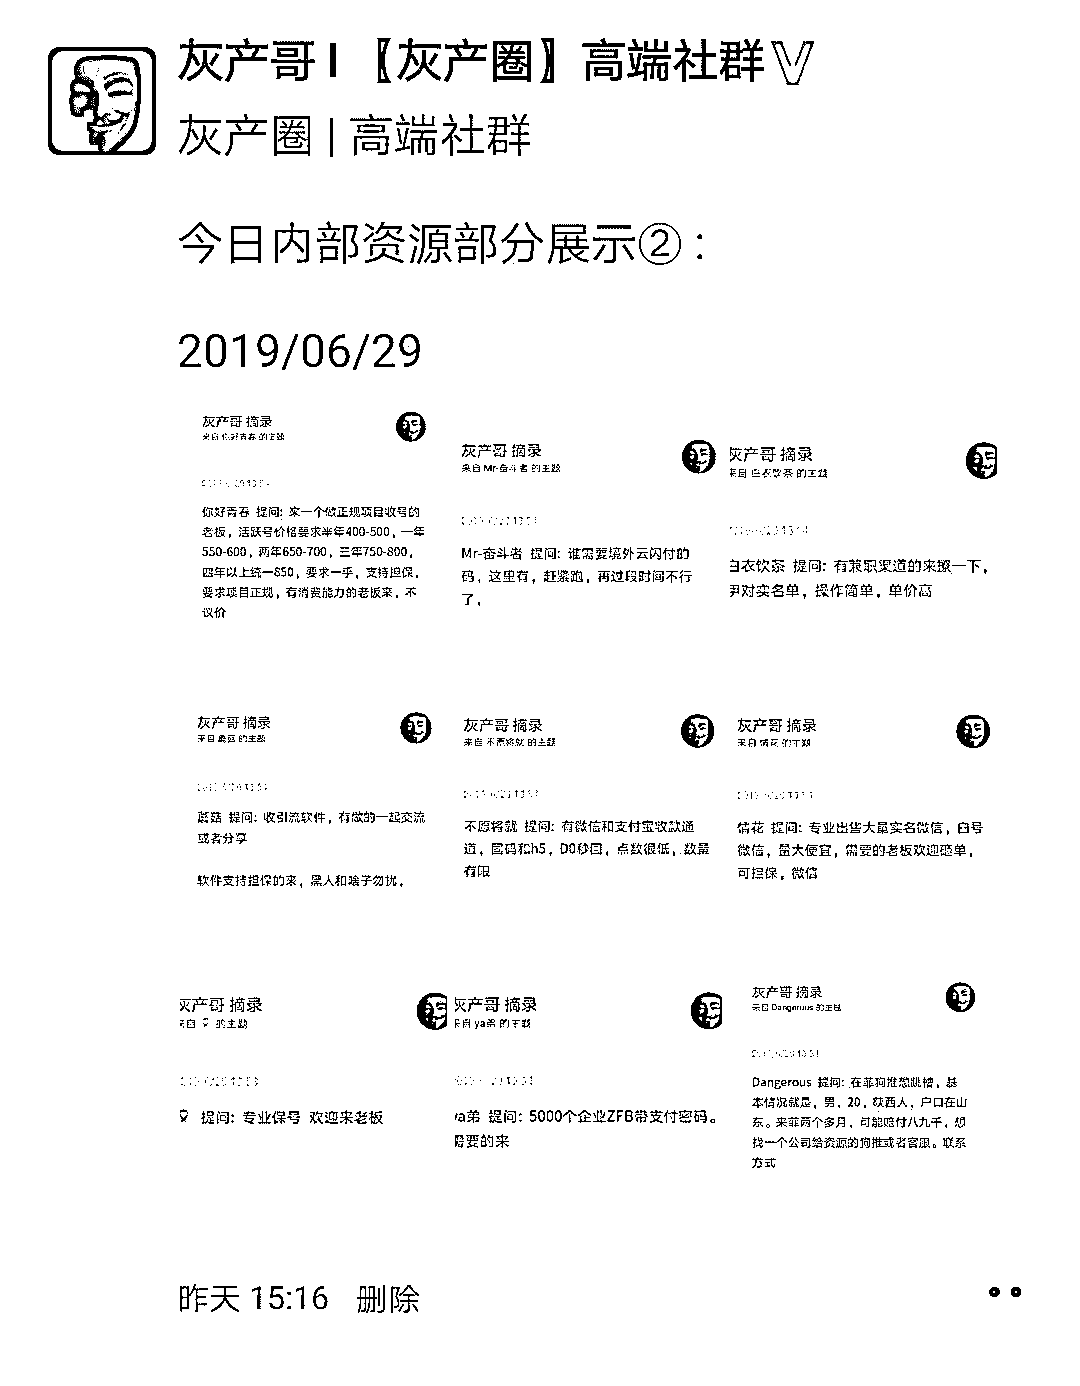 灰产哥 I 【灰产圈】高端社群V
灰产圈 | 高端社群
今日内部资源部分展示②:
2019/06/29
灰产哥 摘录
来自 你好青春 的主题
你好青春 提问: 来一个做正规项目收号的
老板，活跃号价格要求半年400-500，一年
550-600，两年650-700，三年750-800，
四年以上统一850，要求一手，支持担保，
要求项目正规，有消费能力的老板来，不
议价
灰产哥 摘录
来自 Mr-奋斗者 的主题
Mr-奋斗者 提问: 谁需要境外云闪付的
码，这里有，赶紧跑，再过段时间不行
了，
灰产哥 摘录
来自 白衣饮茶 的主题
白衣饮茶 提问: 有兼职渠道的来撩一下，
对实名单，操作简单，单价高
灰产哥 摘录
来自 蘑菇 的主题
蘑菇 提问: 收引流软件，有做的一起交流
或者分享
软件支持担保的来，黑人和啥子勿扰，
灰产哥 摘录
来自 不愿将就 的主题
不愿将就 提问: 有微信和支付宝收款通
道，固码和h5，D0秒回，点数很低，数量
有限
灰产哥 摘录
来自 情花 的主题
情花 提问: 专业出售大量实名微信，白号
微信，量大便宜，需要的老板欢迎砸单，
可担保，微信
灰产哥 摘录
来自 的主题
提问: 专业保号 欢迎来老板
灰产哥 摘录
来自 ya弟 的主题
ya弟 提问: 5000个企业ZFB带支付密码。
需要的来
灰产哥 摘录
来自 Dangerous 的主题
Dangerous 提问: 在菲狗推想跳槽，基
本情况就是，男，20，陕西人，户口在山
东。来菲两个多月，可能赔付八九千，想
找一个公司给资源的狗推或者客服。联系
方式
昨天 15:16 删除